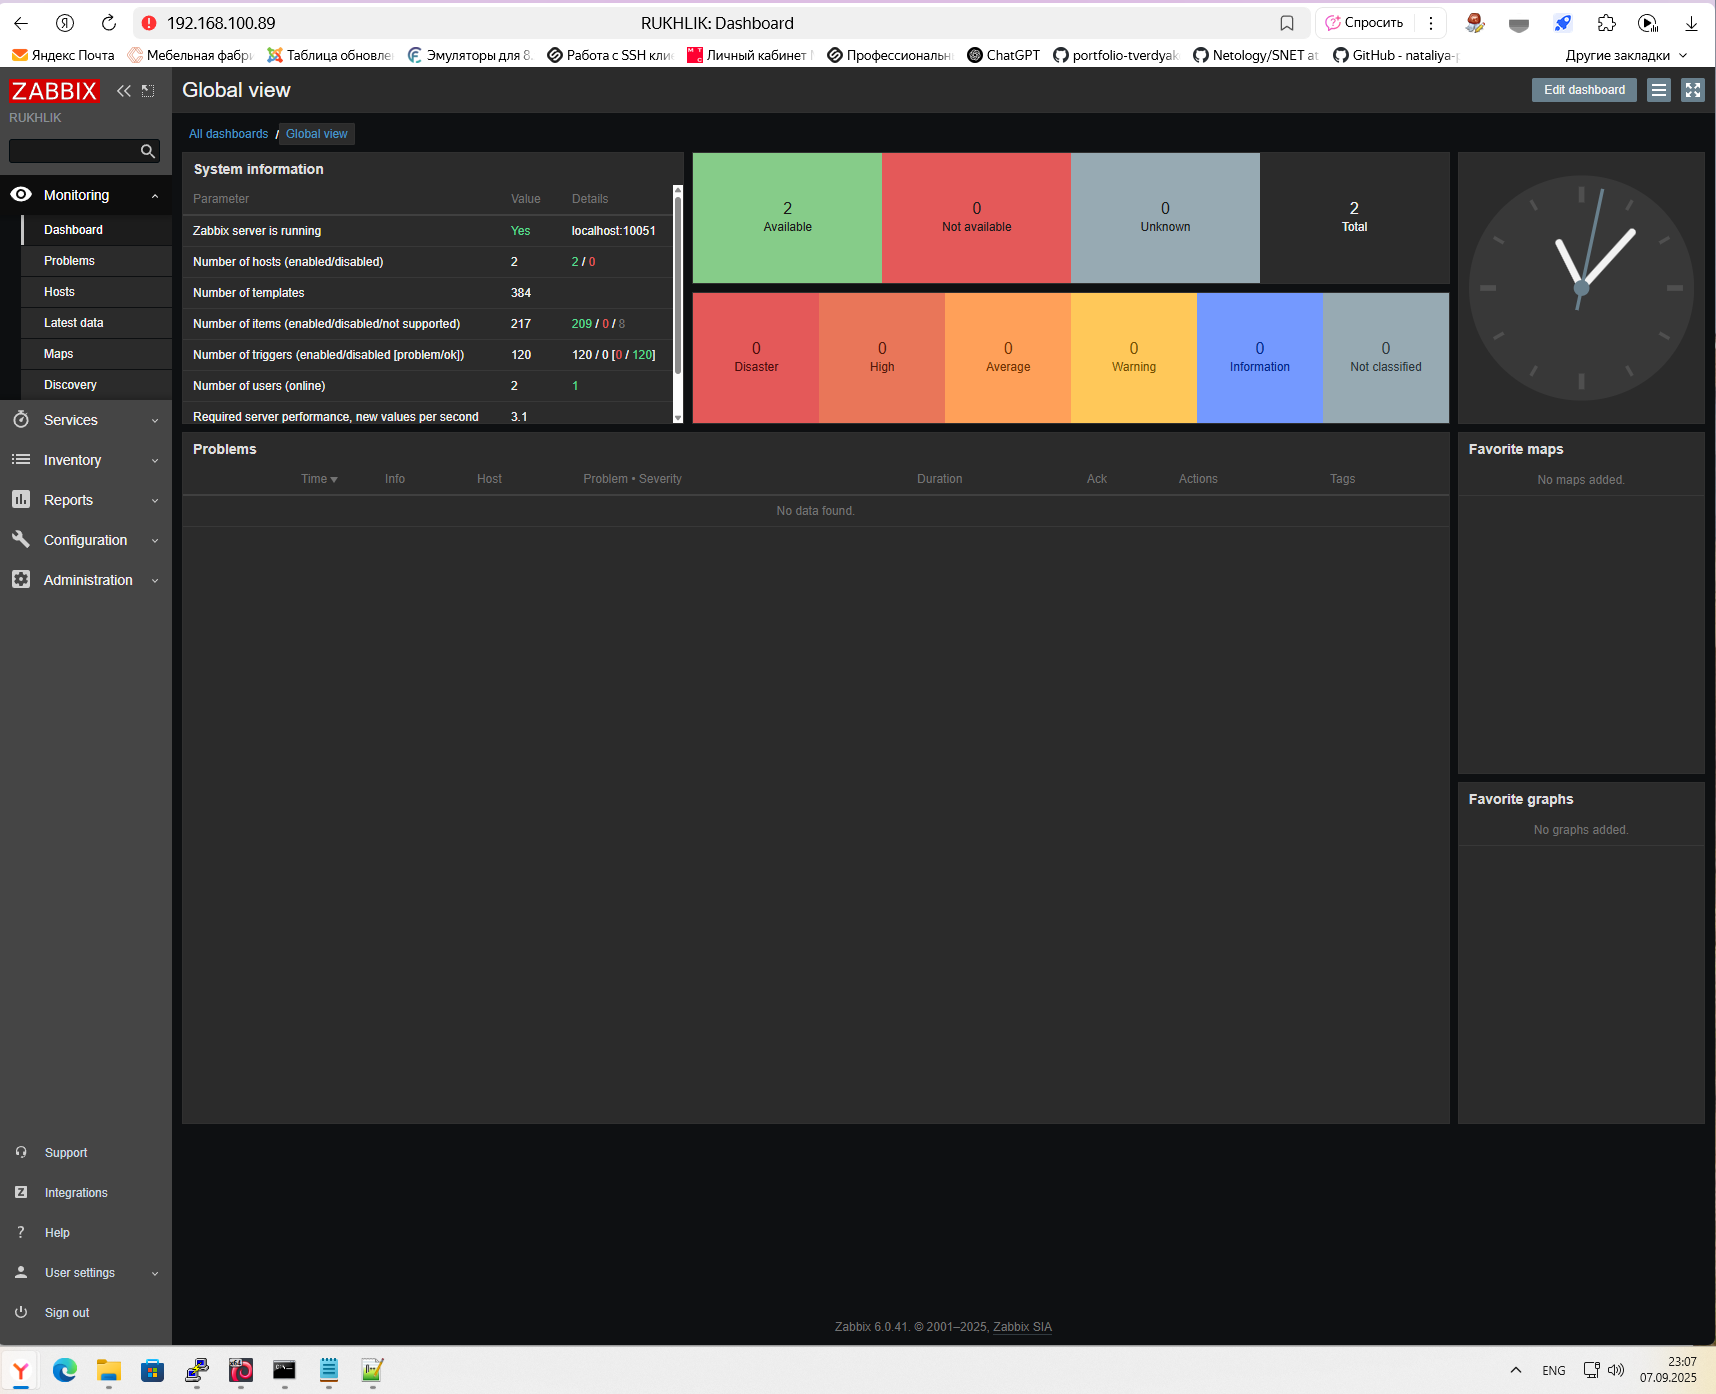 192.168.100.89
RUKHLIK: Dashboard
Спросить
Яндекс Почта
Мебельная фабри
Таблица обновле
Эмуляторы для 8.
Работа с SSH кли
Личный кабинет
Профессиональн
ChatGPT
portfolio-tverdyak
Netology/SNET at
GitHub - nataliya-p
Другие закладки
ZABBIX
RUKHLIK
Monitoring
Dashboard
Problems
Hosts
Latest data
Maps
Discovery
Services
Inventory
Reports
Configuration
Administration
Support
Integrations
Help
User settings
Sign out
Global view
Edit dashboard
All dashboards / Global view
System information
Parameter Value Details
Zabbix server is running Yes localhost:10051
Number of hosts (enabled/disabled) 2 2 / 0
Number of templates 384
Number of items (enabled/disabled/not supported) 217 209 / 0 / 8
Number of triggers (enabled/disabled [problem/ok]) 120 120 / 0 [0 / 120]
Number of users (online) 2 1
Required server performance, new values per second 3.1
2
Available
0
Not available
0
Unknown
2
Total
0
Disaster
0
High
0
Average
0
Warning
0
Information
0
Not classified
Problems
Time Info Host Problem • Severity Duration Ack Actions Tags
No data found.
Favorite maps
No maps added.
Favorite graphs
No graphs added.
Zabbix 6.0.41. © 2001–2025, Zabbix SIA
ENG
23:07
07.09.2025